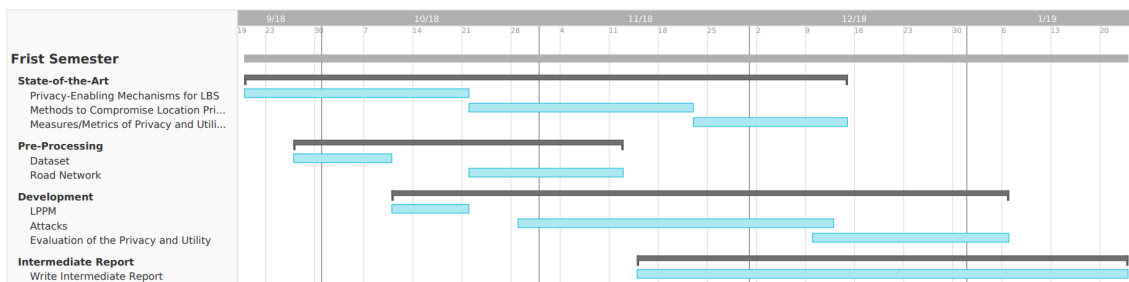 9/18 10/18 11/18 12/18 1/19
19 23 30 7 14 21 28 4 11 18 25 2 9 16 23 30 6 13 20
Frist Semester
State-of-the-Art
Privacy-Enabling Mechanisms for LBS
Methods to Compromise Location Pri...
Measures/Metrics of Privacy and Utili...
Pre-Processing
Dataset
Road Network
Development
LPPM
Attacks
Evaluation of the Privacy and Utility
Intermediate Report
Write Intermediate Report